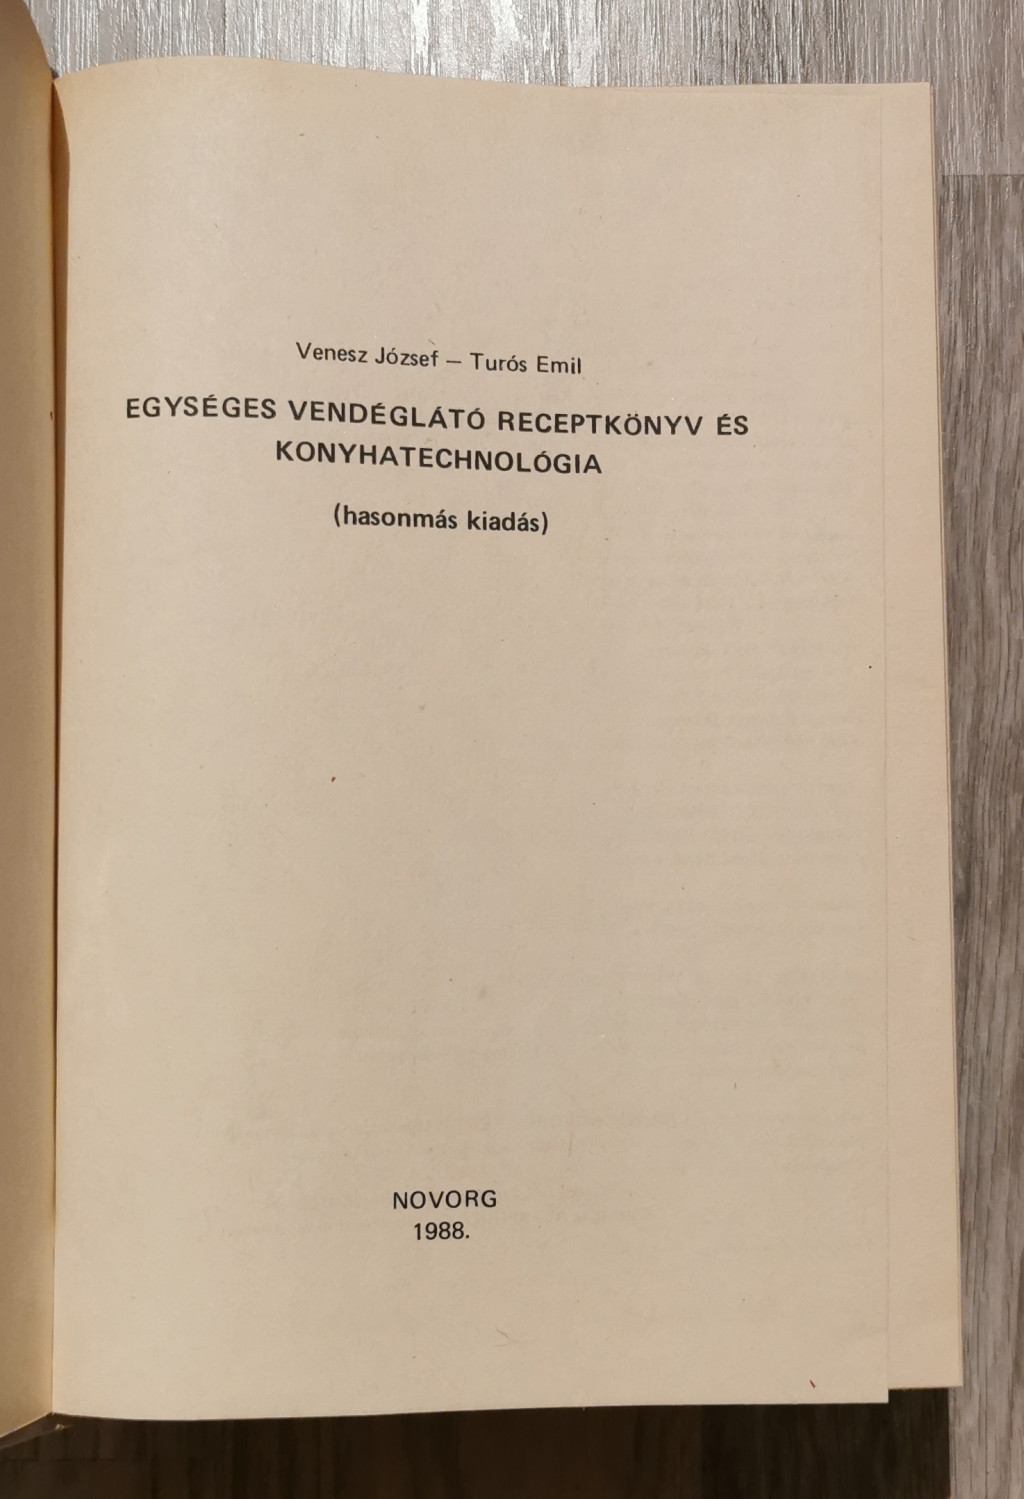 Venesz József – Turós Emil
EGYSÉGES VENDÉGLÁTÓ RECEPTKÖNYV ÉS
KONYHATECHNOLÓGIA
(hasonmás kiadás)
NOVORG
1988.